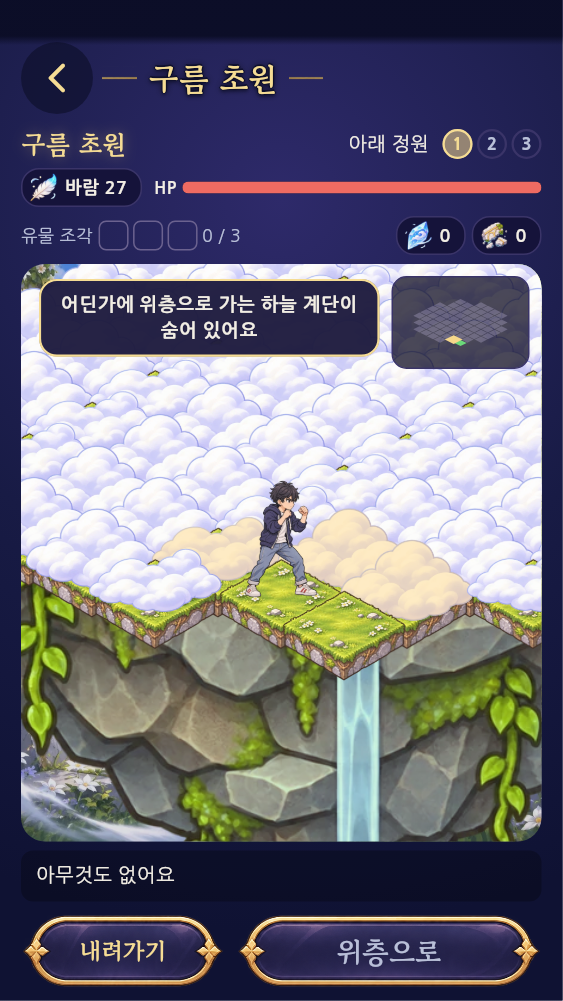 구름 초원
구름 초원
아래 정원 1 2 3
바람 27 HP
유물 조각 0 / 3 0 0
어딘가에 위층으로 가는 하늘 계단이
숨어 있어요
아무것도 없어요
내려가기 위층으로